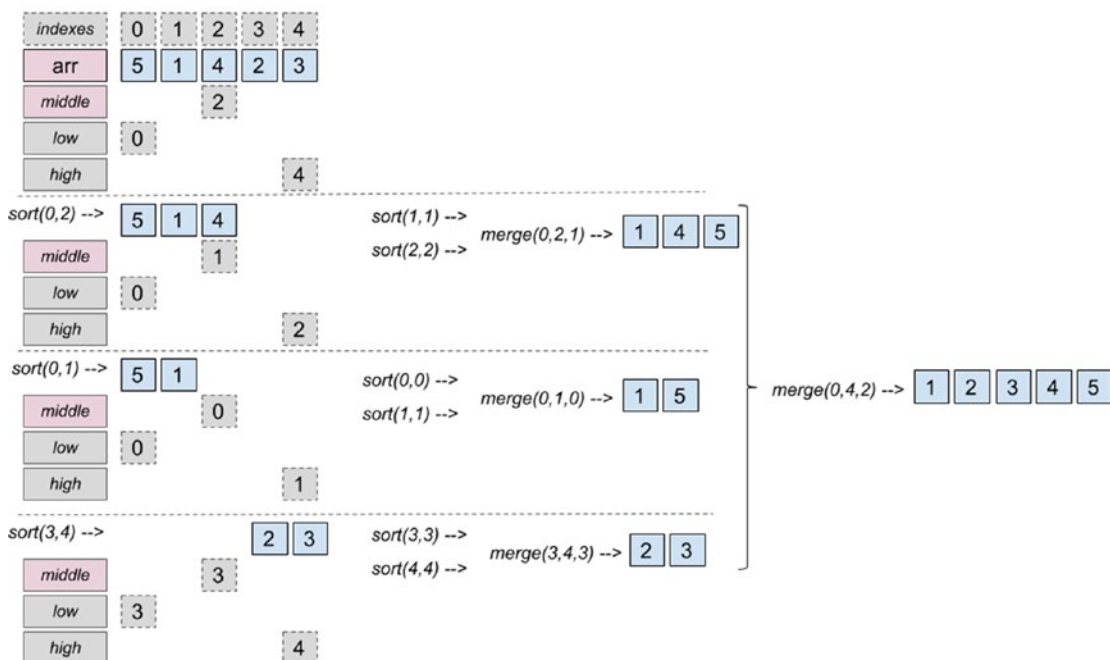 indexes 0 1 2 3 4
arr 5 1 4 2 3
middle 2
low 0
high 4
sort(0,2) --> 5 1 4 sort(1,1) --> merge(0,2,1) --> 1 4 5
sort(2,2) -->
middle 1
low 0
high 2
sort(0,1) --> 5 1 sort(0,0) --> merge(0,1,0) --> 1 5 merge(0,4,2) --> 1 2 3 4 5
sort(1,1) -->
middle 0
low 0
high 1
sort(3,4) --> 2 3 sort(3,3) --> merge(3,4,3) --> 2 3
sort(4,4) -->
middle 3
low 3
high 4